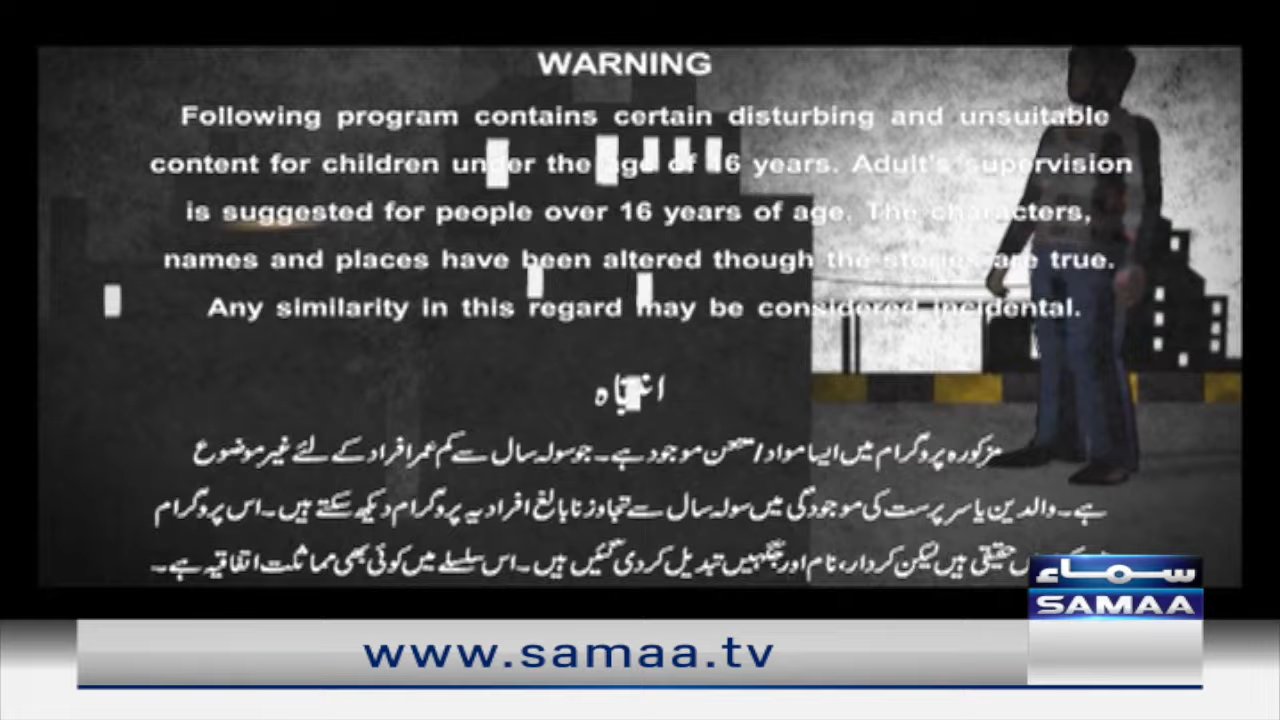 WARNING
Following program contains certain disturbing and unsuitable
content for children under the age of 16 years. Adult's supervision
is suggested for people over 16 years of age. The characters,
names and places have been altered though the stories are true.
Any similarity in this regard may be considered incidental.
انتباہ
مزکورہ پروگرام میں ایسا مواد / موجود ہے۔ جو سولہ سال سے کم عمر افراد کے لئے غیر موضوع
ہے۔ والدین یا سرپرست کی موجودگی میں سولہ سال سے تجاوز نابالغ افراد یہ پروگرام دیکھ سکتے ہیں۔ اس پروگرام
حقیقی ہیں لیکن کردار، نام اور جگہیں تبدیل کردی گئیں ہیں۔ اس سلسلے میں کوئی بھی مماثلت اتفاقیہ ہے۔
سماء
SAMAA
www.samaa.tv